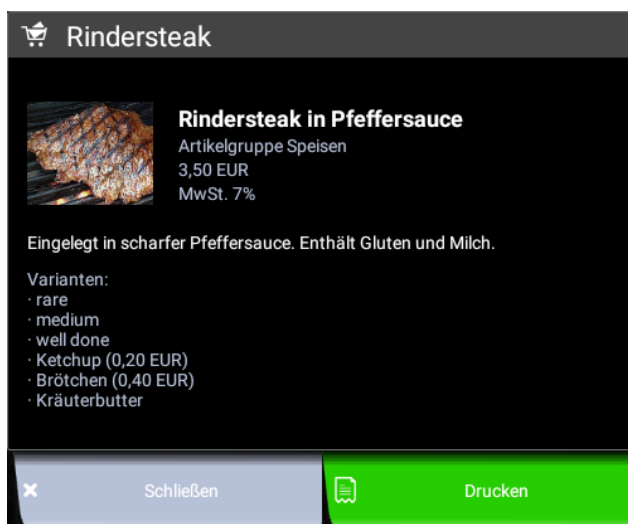 Rindersteak
Rindersteak in Pfeffersauce
Artikelgruppe Speisen
3,50 EUR
MwSt. 7%
Eingelegt in scharfer Pfeffersauce. Enthält Gluten und Milch.
Varianten:
· rare
· medium
· well done
· Ketchup (0,20 EUR)
· Brötchen (0,40 EUR)
· Kräuterbutter
Schließen
Drucken